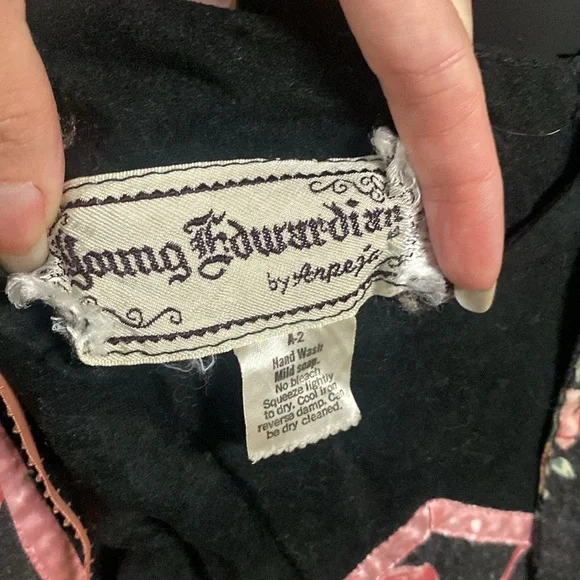 Young Edwardian
by Arpeja
A-2
Hand Wash
Mild soap.
No bleach
Squeeze lightly
to dry. Cool iron
reverse damp. Can
be dry cleaned.